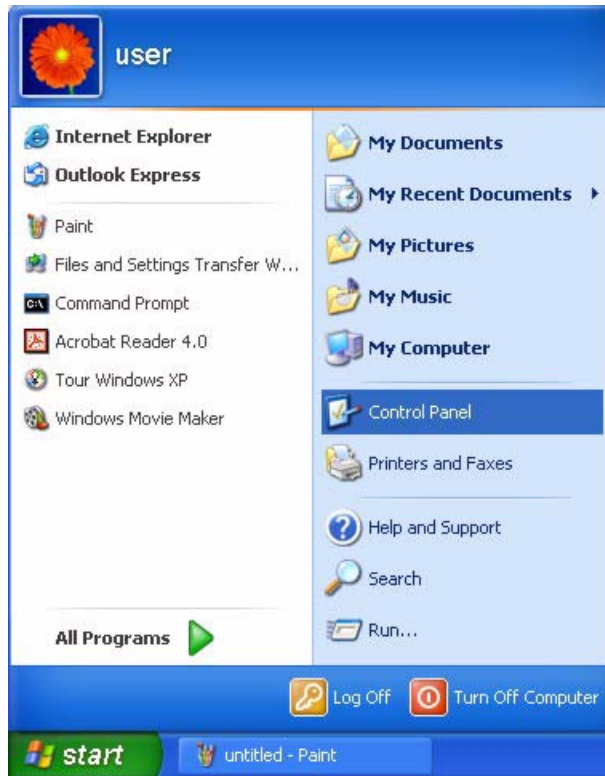 user
Internet Explorer
Outlook Express
Paint
Files and Settings Transfer W...
Command Prompt
Acrobat Reader 4.0
Tour Windows XP
Windows Movie Maker
All Programs
My Documents
My Recent Documents
My Pictures
My Music
My Computer
Control Panel
Printers and Faxes
Help and Support
Search
Run...
Log Off
Turn Off Computer
start
untitled - Paint